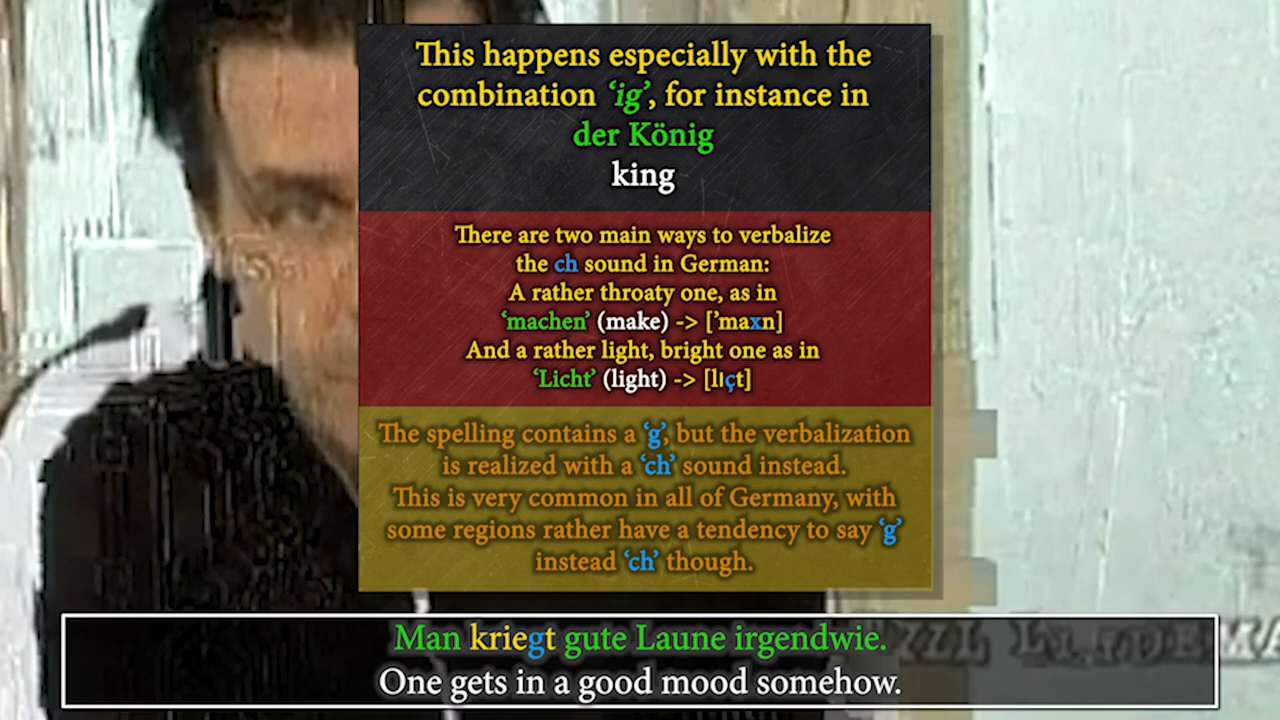 This happens especially with the
combination ‘ig’, for instance in
der König
king
There are two main ways to verbalize
the ch sound in German:
A rather throaty one, as in
‘machen’ (make) -> [’maxn]
And a rather light, bright one as in
‘Licht’ (light) -> [lıçt]
The spelling contains a ‘g’, but the verbalization
is realized with a ‘ch’ sound instead.
This is very common in all of Germany, with
some regions rather have a tendency to say ‘g’
instead ‘ch’ though.
Man kriegt gute Laune irgendwie.
One gets in a good mood somehow.